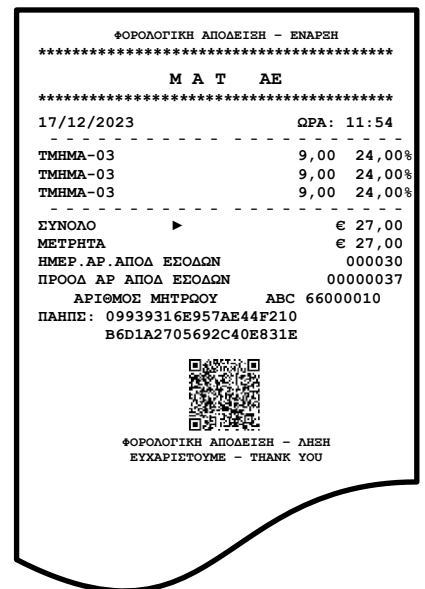 ΦΟΡΟΛΟΓΙΚΗ ΑΠΟΔΕΙΞΗ – ΕΝΑΡΞΗ
******************************************
Μ Α Τ ΑΕ
******************************************
17/12/2023 ΩΡΑ: 11:54
- - - - - - - - - - - - - - - - - - - - -
ΤΜΗΜΑ-03 9,00 24,00%
ΤΜΗΜΑ-03 9,00 24,00%
ΤΜΗΜΑ-03 9,00 24,00%
- - - - - - - - - - - - - - - - - - - - -
ΣΥΝΟΛΟ ► € 27,00
ΜΕΤΡΗΤΑ € 27,00
ΗΜΕΡ.ΑΡ.ΑΠΟΔ ΕΣΟΔΩΝ 000030
ΠΡΟΟΔ ΑΡ ΑΠΟΔ ΕΣΟΔΩΝ 00000037
ΑΡΙΘΜΟΣ ΜΗΤΡΩΟΥ ABC 66000010
ΠΑΗΠΣ: 09939316E957AE44F210
B6D1A2705692C40E831E
ΦΟΡΟΛΟΓΙΚΗ ΑΠΟΔΕΙΞΗ – ΛΗΞΗ
ΕΥΧΑΡΙΣΤΟΥΜΕ – THANK YOU